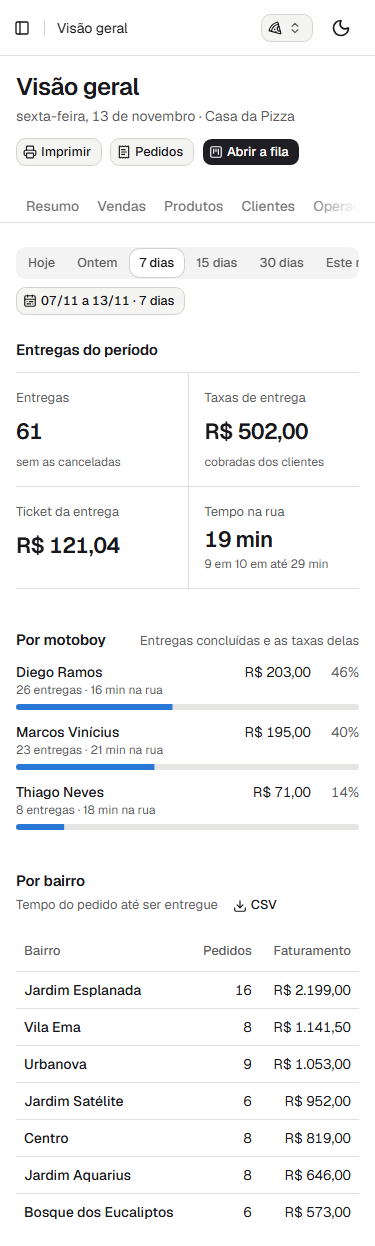 Visão geral
Visão geral
sexta-feira, 13 de novembro · Casa da Pizza
Imprimir
Pedidos
Abrir a fila
Resumo Vendas Produtos Clientes
Hoje Ontem 7 dias 15 dias 30 dias Este
07/11 a 13/11 · 7 dias
Entregas do período
Entregas
61
sem as canceladas
Taxas de entrega
R$ 502,00
cobradas dos clientes
Ticket da entrega
R$ 121,04
Tempo na rua
19 min
9 em 10 em até 29 min
Por motoboy Entregas concluídas e as taxas delas
Diego Ramos R$ 203,00 46%
26 entregas · 16 min na rua
Marcos Vinícius R$ 195,00 40%
23 entregas · 21 min na rua
Thiago Neves R$ 71,00 14%
8 entregas · 18 min na rua
Por bairro
Tempo do pedido até ser entregue CSV
Bairro Pedidos Faturamento
Jardim Esplanada 16 R$ 2.199,00
Vila Ema 8 R$ 1.141,50
Urbanova 9 R$ 1.053,00
Jardim Satélite 6 R$ 952,00
Centro 8 R$ 819,00
Jardim Aquarius 8 R$ 646,00
Bosque dos Eucaliptos 6 R$ 573,00